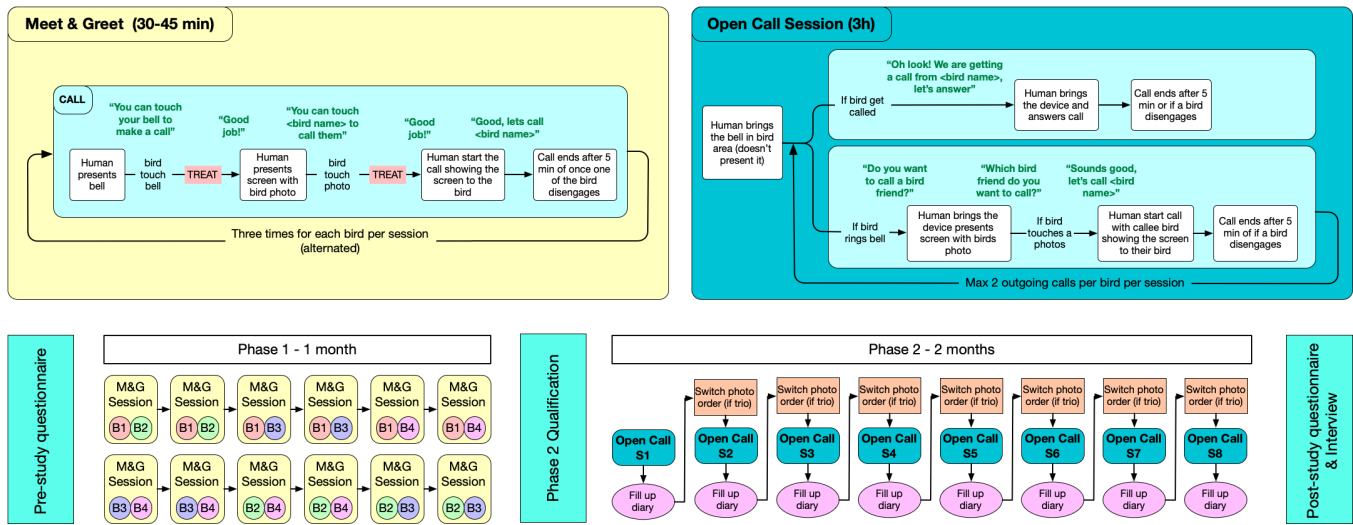 Meet & Greet  (30-45 min)
CALL
“You can touch
your bell to
make a call”
“Good
job!”
“You can touch
<bird name> to
call them”
“Good
job!”
“Good, lets call
<bird name>”
Human
presents
bell
bird
touch
bell
TREAT
Human
presents
screen with
bird photo
bird
touch
photo
TREAT
Human start the
call showing the
screen to the
bird
Call ends after 5
min of once one
of the bird
disengages
Three times for each bird per session
(alternated)
Open Call Session (3h)
Human brings
the bell in bird
area (doesn’t
present it)
“Oh look! We are getting
a call from <bird name>,
let’s answer”
If bird get
called
Human brings
the device and
answers call
Call ends after 5
min or if a bird
disengages
“Do you want
to call a bird
friend?”
“Which bird
friend do you
want to call?”
“Sounds good,
let’s call <bird
name>”
If bird
rings bell
Human brings the
device presents
screen with birds
photo
If bird
touches a
photos
Human start call
with callee bird
showing the screen
to their bird
Call ends after 5
min of if a bird
disengages
Max 2 outgoing calls per bird per session
Pre-study questionnaire
Phase 1 - 1 month
M&G
Session
B1 B2
M&G
Session
B1 B2
M&G
Session
B1 B3
M&G
Session
B1 B3
M&G
Session
B1 B4
M&G
Session
B1 B4
M&G
Session
B3 B4
M&G
Session
B3 B4
M&G
Session
B2 B4
M&G
Session
B2 B4
M&G
Session
B2 B3
M&G
Session
B2 B3
Phase 2 Qualification
Phase 2 - 2 months
Switch photo
order (if trio)
Switch photo
order (if trio)
Switch photo
order (if trio)
Switch photo
order (if trio)
Switch photo
order (if trio)
Switch photo
order (if trio)
Switch photo
order (if trio)
Open Call
S1
Open Call
S2
Open Call
S3
Open Call
S4
Open Call
S5
Open Call
S6
Open Call
S7
Open Call
S8
Fill up
diary
Fill up
diary
Fill up
diary
Fill up
diary
Fill up
diary
Fill up
diary
Fill up
diary
Fill up
diary
Post-study questionnaire
& Interview